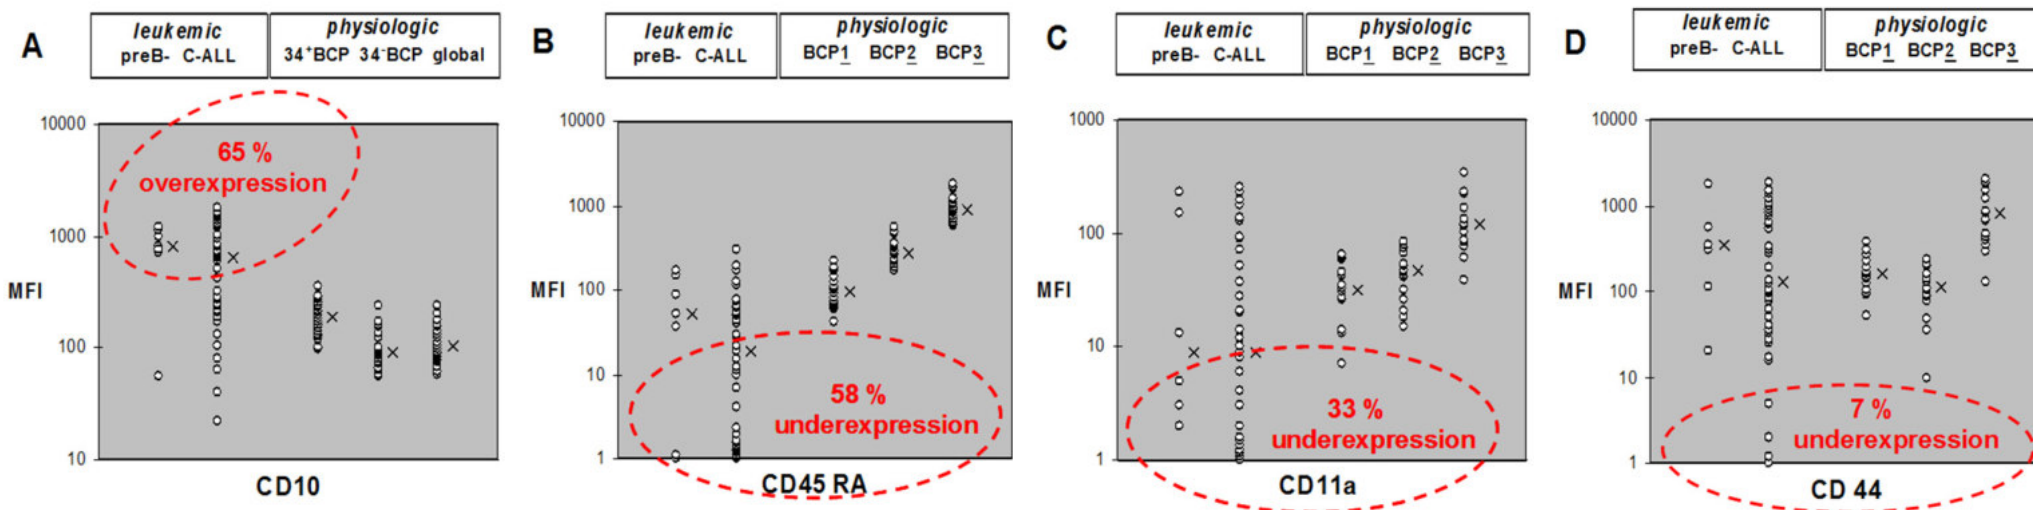 A
leukemic
preB- C-ALL
physiologic
34⁺BCP 34⁻BCP global
10000
1000
MFI
100
10
65 %
overexpression
CD10
B
leukemic
preB- C-ALL
physiologic
BCP1 BCP2 BCP3
10000
1000
100
MFI
10
1
58 %
underexpression
CD45 RA
C
leukemic
preB- C-ALL
physiologic
BCP1 BCP2 BCP3
1000
100
MFI
10
1
33 %
underexpression
CD11a
D
leukemic
preB- C-ALL
physiologic
BCP1 BCP2 BCP3
10000
1000
100
MFI
10
1
7 %
underexpression
CD 44